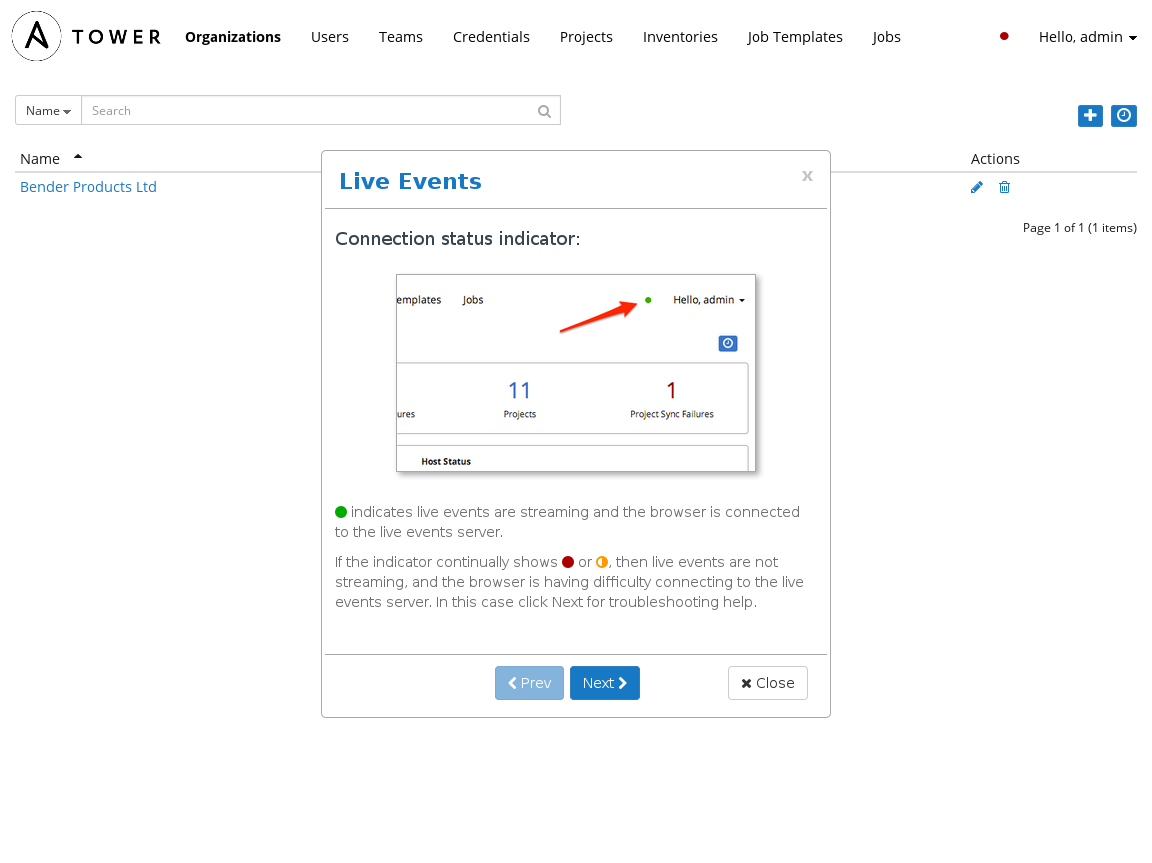 TOWER Organizations Users Teams Credentials Projects Inventories Job Templates Jobs Hello, admin
Name Search
Name Actions
Bender Products Ltd
Page 1 of 1 (1 items)
Live Events x
Connection status indicator:
emplates Jobs Hello, admin
11 1
ures Projects Project Sync Failures
Host Status
indicates live events are streaming and the browser is connected
to the live events server.
If the indicator continually shows or , then live events are not
streaming, and the browser is having difficulty connecting to the live
events server. In this case click Next for troubleshooting help.
Prev Next Close